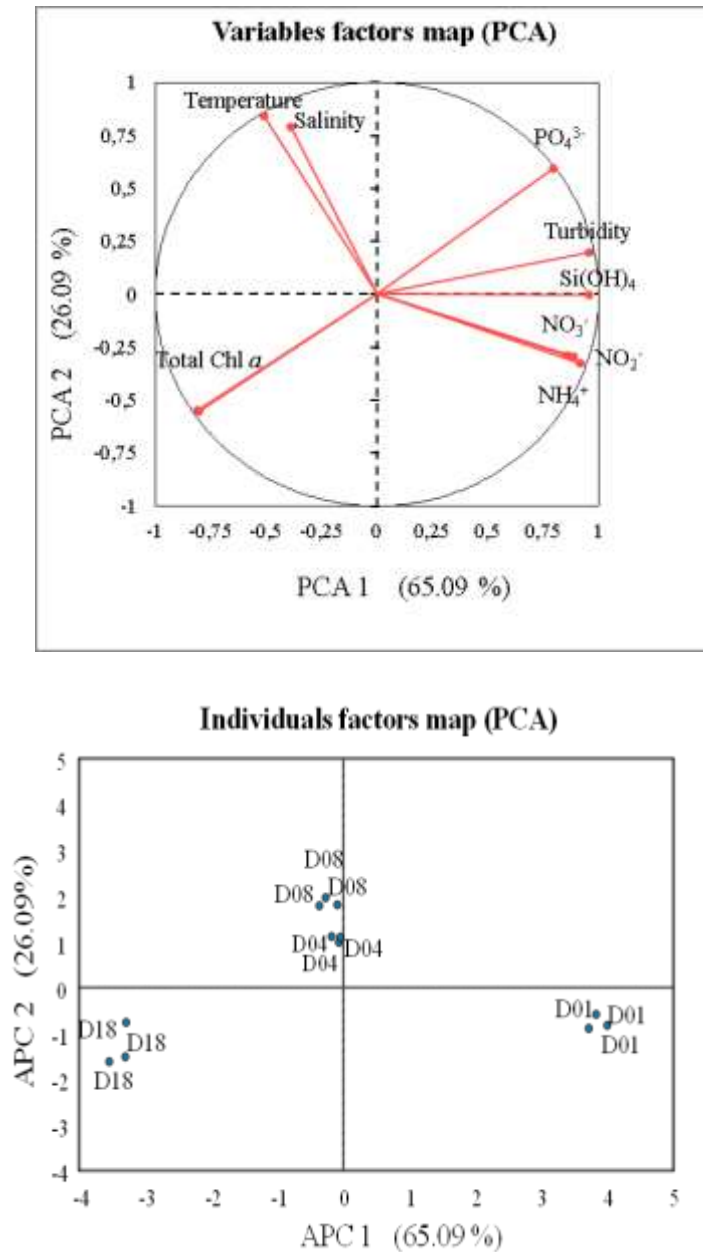 Variables factors map (PCA)
1
Temperature
Salinity
0,75
PO₄³⁻
0,5
Turbidity
0,25
Si(OH)₄
0
NO₃⁻
-0,25
Total Chl a
NO₂⁻
NH₄⁺
-0,5
-0,75
-1
-1 -0,75 -0,5 -0,25 0 0,25 0,5 0,75 1
PCA 2 (26.09 %)
PCA 1 (65.09 %)
Individuals factors map (PCA)
5
4
3
D08
D08 D08
2
1
D04 D04
D04
0
D01
D18 D18
-1
D01
D18
-2
-3
-4
-4 -3 -2 -1 0 1 2 3 4 5
APC 2 (26.09%)
APC 1 (65.09%)